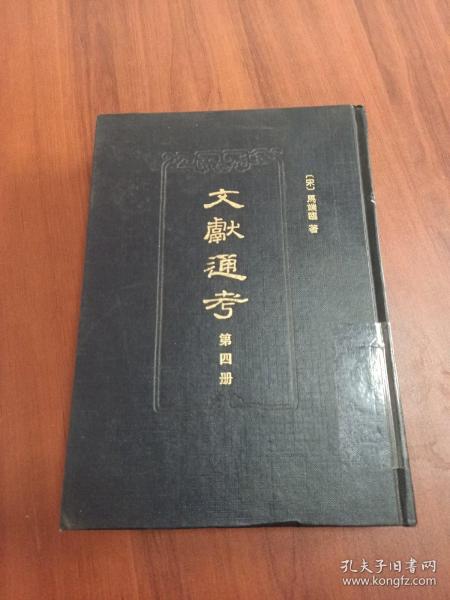 〔宋〕馬端臨 著
文獻通考
第四册
孔夫子旧书网
www.kongfz.com